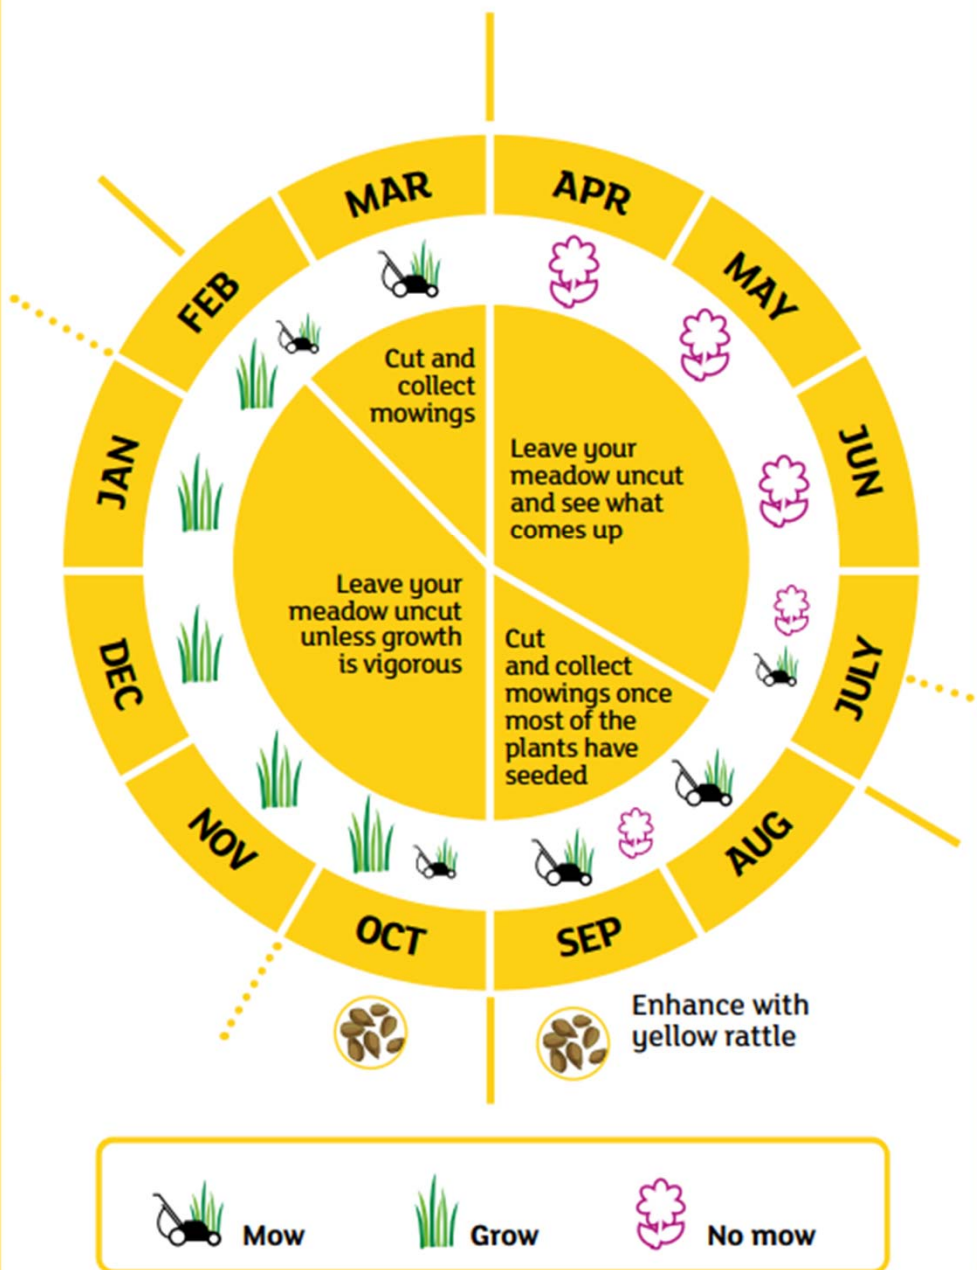 MAR
APR
FEB
MAY
JAN
JUN
DEC
JULY
NOV
AUG
OCT
SEP
Cut and
collect
mowings
Leave your
meadow uncut
and see what
comes up
Leave your
meadow uncut
unless growth
is vigorous
Cut
and collect
mowings once
most of the
plants have
seeded
Enhance with
yellow rattle
Mow
Grow
No mow